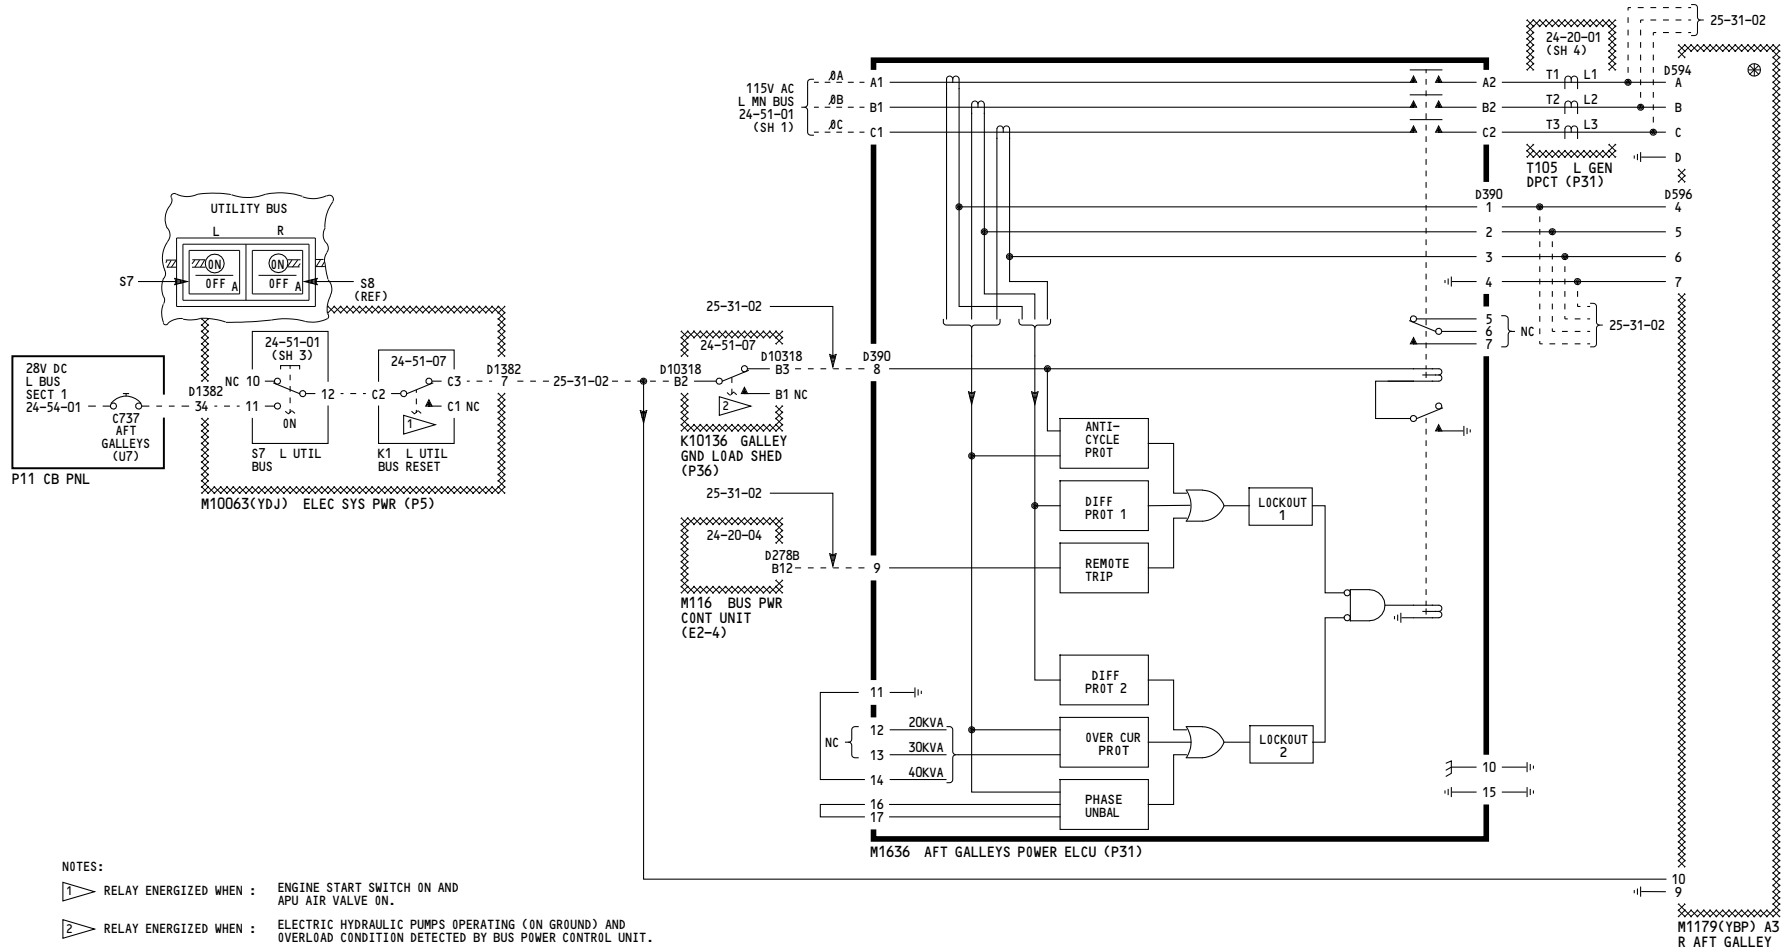 25-31-02
24-20-01
(SH 4)
115V AC
L MN BUS
24-51-01
(SH 1)
ØA
ØB
ØC
A1
B1
C1
A2
B2
C2
T1 L1
T2 L2
T3 L3
D594
A
B
C
D
T105 L GEN
DPCT (P31)
D390
1
2
3
4
D596
4
5
6
7
5
6
7
NC
25-31-02
UTILITY BUS
L R
ON ON
OFF A OFF A
S7
S8
(REF)
28V DC
L BUS
SECT 1
24-54-01
C737
AFT
GALLEYS
(U7)
P11 CB PNL
D1382
34
24-51-01
(SH 3)
NC 10
11
12
ON
S7 L UTIL
BUS
24-51-07
C2
C3
C1 NC
1
K1 L UTIL
BUS RESET
D1382
7
M10063(YDJ) ELEC SYS PWR (P5)
25-31-02
25-31-02
24-51-07
D10318
B2
D10318
B3
B1 NC
2
K10136 GALLEY
GND LOAD SHED
(P36)
D390
8
25-31-02
24-20-04
D278B
B12
9
M116 BUS PWR
CONT UNIT
(E2-4)
ANTI-
CYCLE
PROT
DIFF
PROT 1
REMOTE
TRIP
LOCKOUT
1
DIFF
PROT 2
OVER CUR
PROT
PHASE
UNBAL
LOCKOUT
2
11
NC
12 20KVA
13 30KVA
14 40KVA
16
17
10
15
M1636 AFT GALLEYS POWER ELCU (P31)
10
9
M1179(YBP) A3
R AFT GALLEY
NOTES:
1 RELAY ENERGIZED WHEN : ENGINE START SWITCH ON AND
APU AIR VALVE ON.
2 RELAY ENERGIZED WHEN : ELECTRIC HYDRAULIC PUMPS OPERATING (ON GROUND) AND
OVERLOAD CONDITION DETECTED BY BUS POWER CONTROL UNIT.